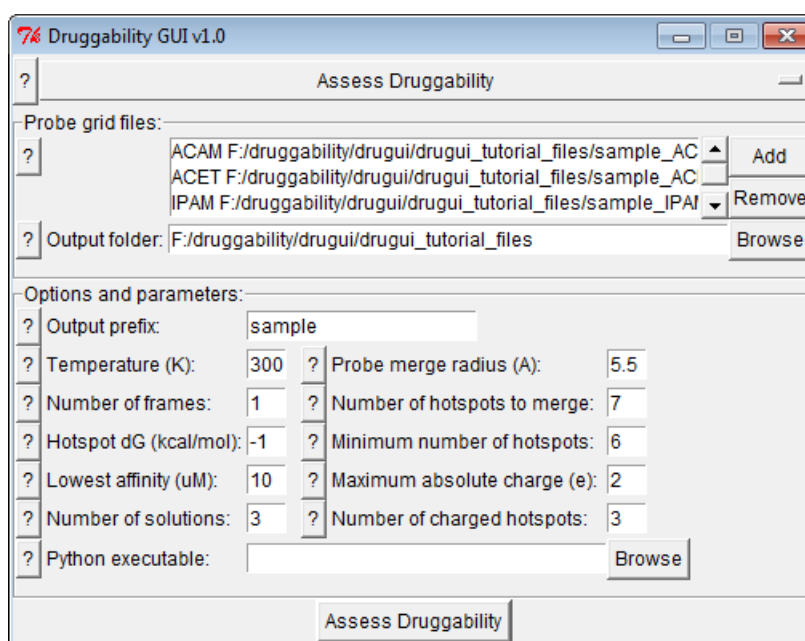 Druggability GUI v1.0
? Assess Druggability
Probe grid files:
? ACAM F:/druggability/drugui/drugui_tutorial_files/sample_AC Add
ACET F:/druggability/drugui/drugui_tutorial_files/sample_AC
IPAM F:/druggability/drugui/drugui_tutorial_files/sample_IPA Remove
? Output folder: F:/druggability/drugui/drugui_tutorial_files Browse
Options and parameters:
? Output prefix: sample
? Temperature (K): 300 ? Probe merge radius (A): 5.5
? Number of frames: 1 ? Number of hotspots to merge: 7
? Hotspot dG (kcal/mol): -1 ? Minimum number of hotspots: 6
? Lowest affinity (uM): 10 ? Maximum absolute charge (e): 2
? Number of solutions: 3 ? Number of charged hotspots: 3
? Python executable: Browse
Assess Druggability